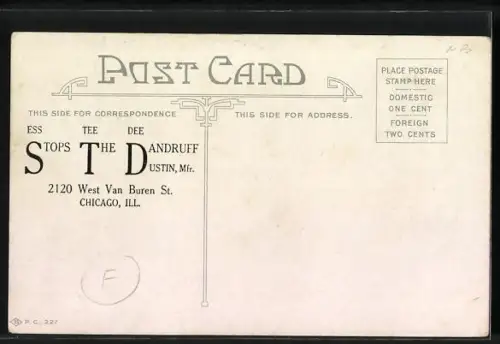 POST CARD
THIS SIDE FOR CORRESPONDENCE
THIS SIDE FOR ADDRESS.
PLACE POSTAGE
STAMP HERE
DOMESTIC
ONE CENT
FOREIGN
TWO CENTS
ESS TEE DEE
STOPS THE DANDRUFF
DUSTIN, Mfr.
2120 West Van Buren St.
CHICAGO, ILL.
F
P. C. 227